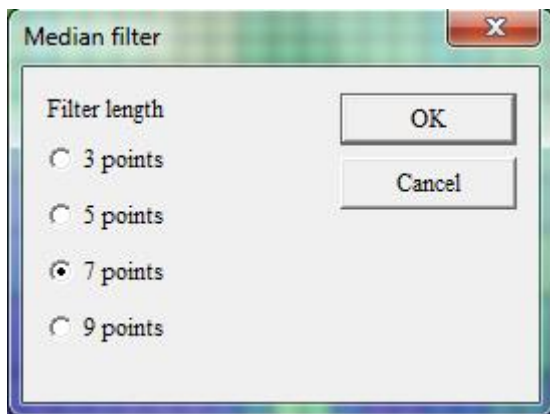 Median filter
Filter length
3 points
5 points
7 points
9 points
OK
Cancel